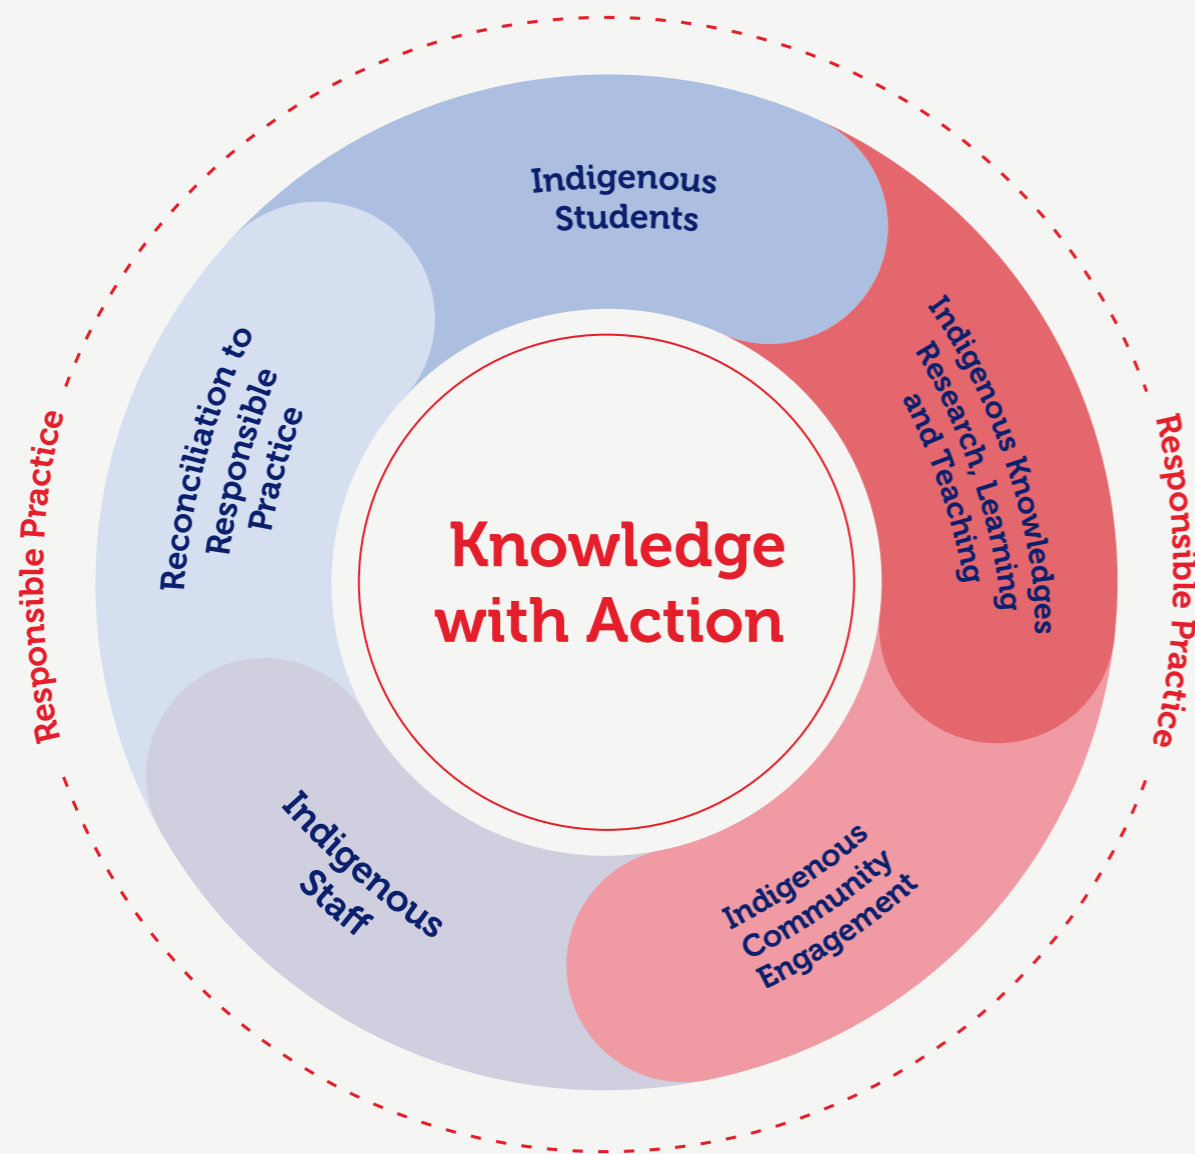 Indigenous
Students
Indigenous Knowledges
Research, Learning
and Teaching
Indigenous
Community
Engagement
Indigenous
Staff
Reconciliation to
Responsible
Practice
Knowledge
with Action
Responsible Practice
Responsible Practice